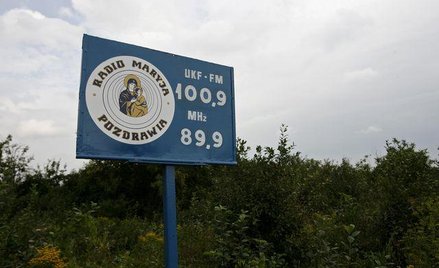 RADIO MARYJA
POZDRAWIA
UKF-FM
100,9
MHz
89,9